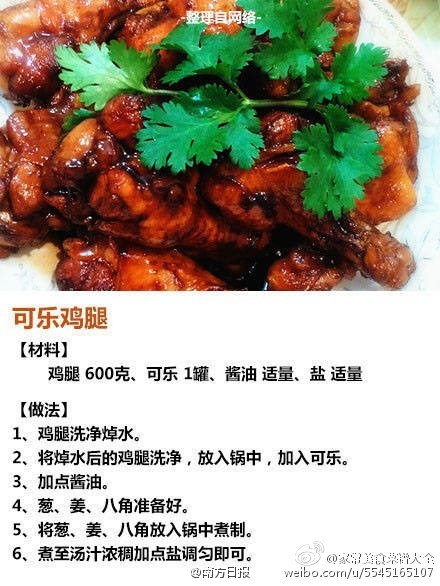 -整理自网络-
可乐鸡腿
【材料】
鸡腿 600克、可乐 1罐、酱油 适量、盐 适量
【做法】
1、鸡腿洗净焯水。
2、将焯水后的鸡腿洗净，放入锅中，加入可乐。
3、加点酱油。
4、葱、姜、八角准备好。
5、将葱、姜、八角放入锅中煮制。
6、煮至汤汁浓稠加点盐调匀即可。
@南方日报
weibo.com/u/5545165107